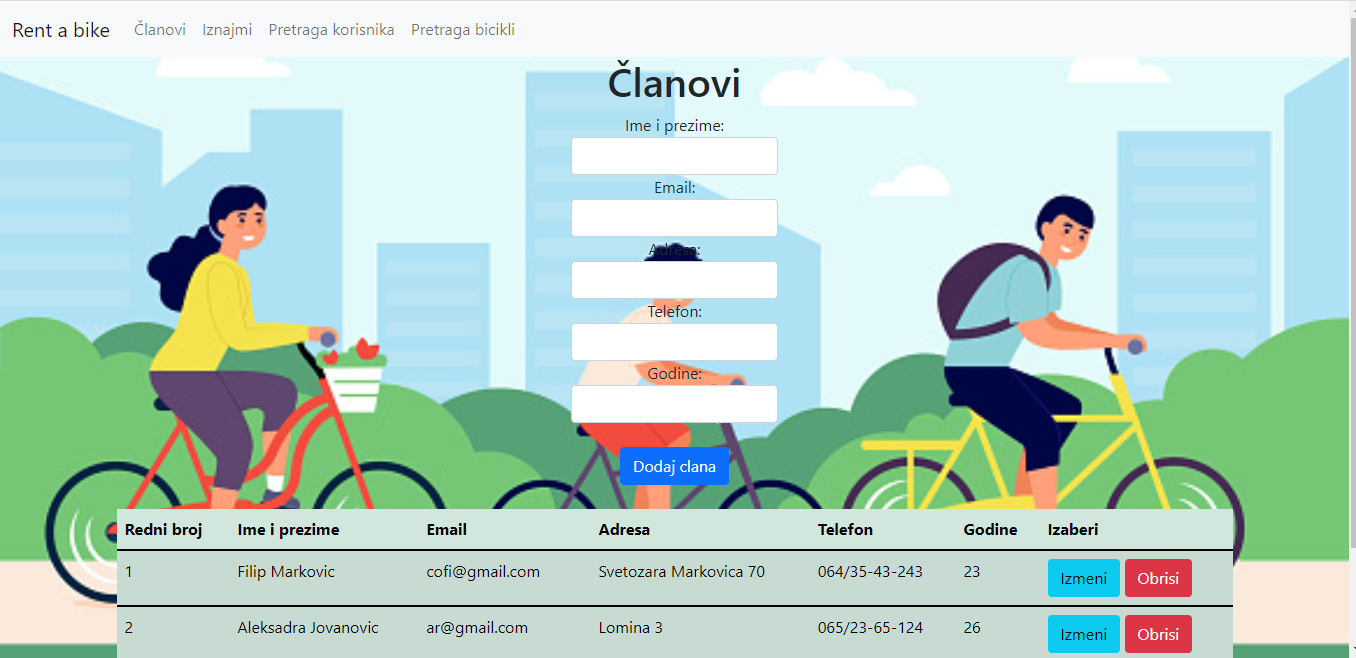 Rent a bike Članovi Iznajmi Pretraga korisnika Pretraga bicikli
Članovi
Ime i prezime:
Email:
Adresa:
Telefon:
Godine:
Dodaj clana
Redni broj Ime i prezime Email Adresa Telefon Godine Izaberi
1 Filip Markovic cofi@gmail.com Svetozara Markovica 70 064/35-43-243 23 Izmeni Obrisi
2 Aleksadra Jovanovic ar@gmail.com Lomina 3 065/23-65-124 26 Izmeni Obrisi